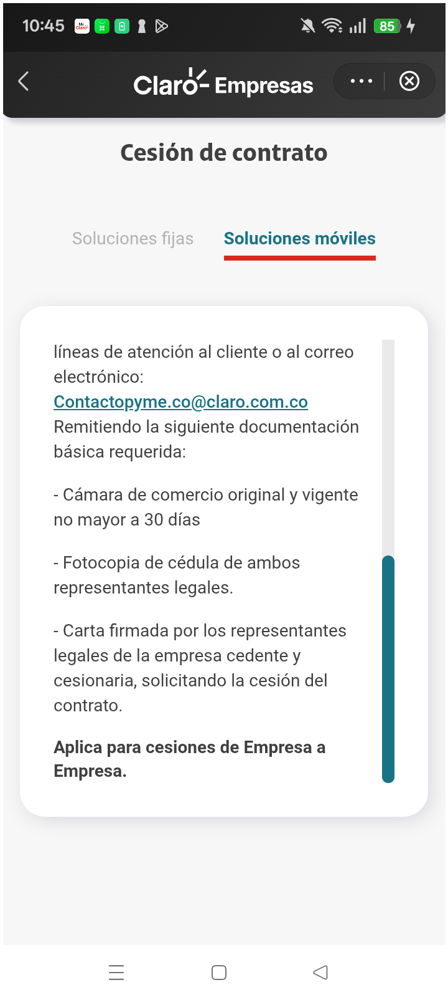 10:45
Mi Claro
85
Claro Empresas
Cesión de contrato
Soluciones fijas
Soluciones móviles
líneas de atención al cliente o al correo
electrónico:
Contactopyme.co@claro.com.co
Remitiendo la siguiente documentación
básica requerida:
- Cámara de comercio original y vigente
no mayor a 30 días
- Fotocopia de cédula de ambos
representantes legales.
- Carta firmada por los representantes
legales de la empresa cedente y
cesionaria, solicitando la cesión del
contrato.
Aplica para cesiones de Empresa a
Empresa.